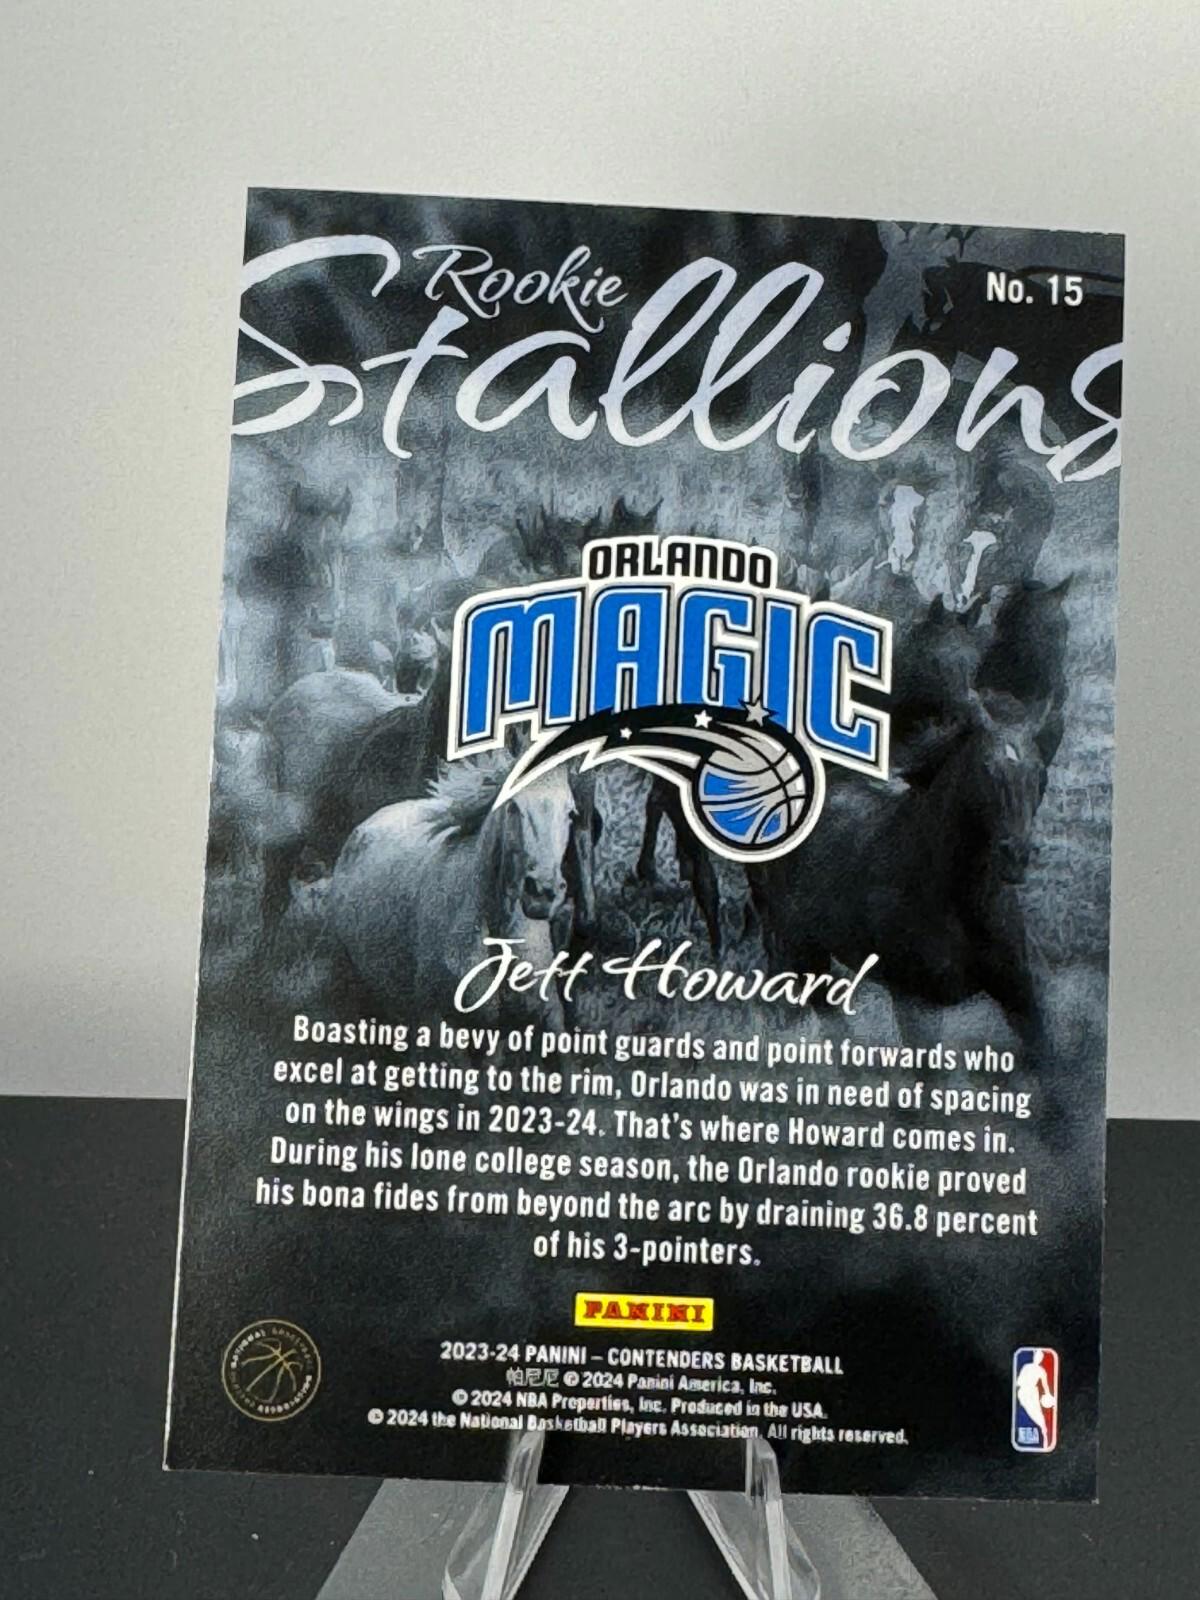 Rookie
Stallions
No. 15
ORLANDO
MAGIC
Jett Howard
Boasting a bevy of point guards and point forwards who
excel at getting to the rim, Orlando was in need of spacing
on the wings in 2023-24. That's where Howard comes in.
During his lone college season, the Orlando rookie proved
his bona fides from beyond the arc by draining 36.8 percent
of his 3-pointers.
PANINI
2023-24 PANINI – CONTENDERS BASKETBALL
帕尼尼 © 2024 Panini America, Inc.
© 2024 NBA Properties, Inc. Produced in the USA.
© 2024 the National Basketball Players Association. All rights reserved.
NBA